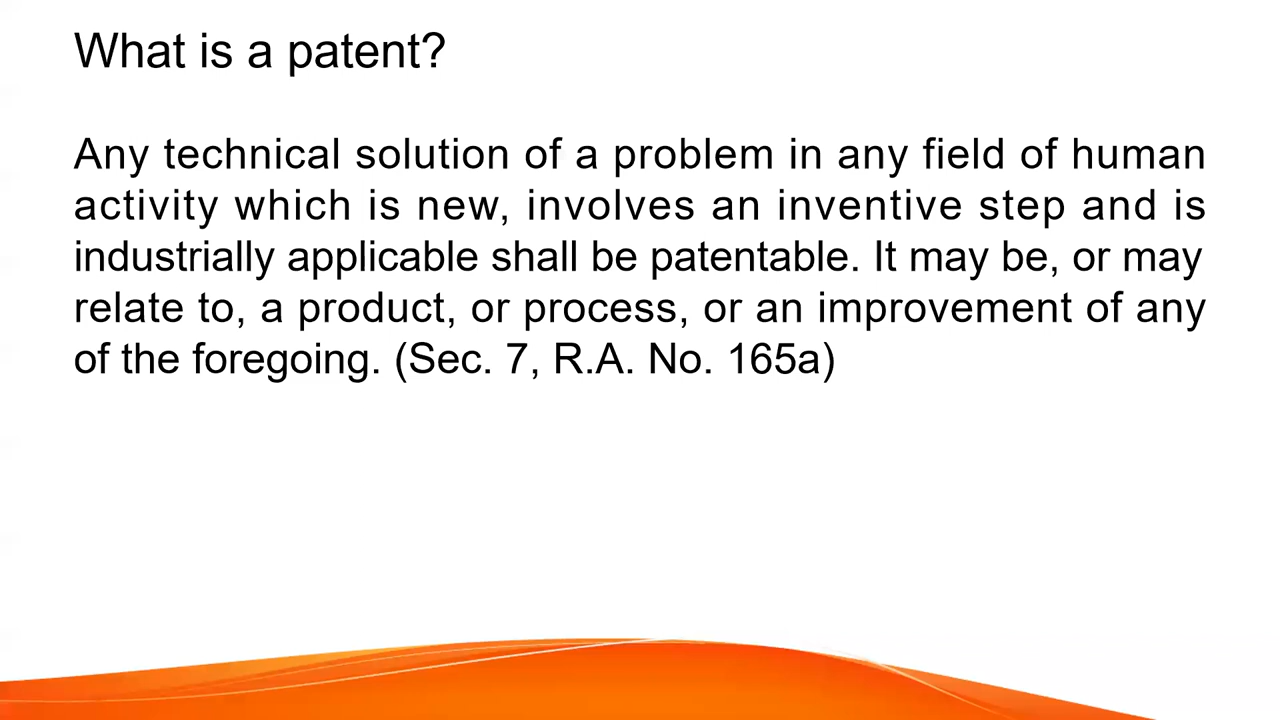 What is a patent?
Any technical solution of a problem in any field of human
activity which is new, involves an inventive step and is
industrially applicable shall be patentable. It may be, or may
relate to, a product, or process, or an improvement of any
of the foregoing. (Sec. 7, R.A. No. 165a)